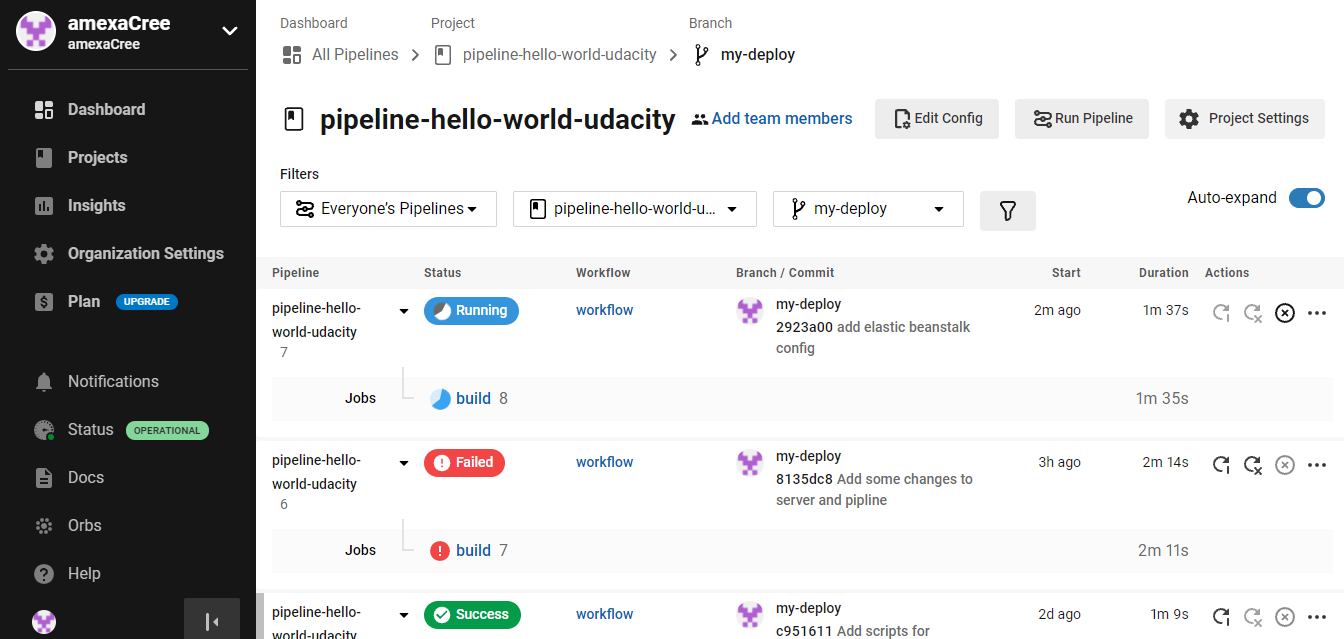 amexaCree
amexaCree
Dashboard
Projects
Insights
Organization Settings
Plan UPGRADE
Notifications
Status OPERATIONAL
Docs
Orbs
Help
Dashboard Project Branch
All Pipelines pipeline-hello-world-udacity my-deploy
pipeline-hello-world-udacity Add team members Edit Config Run Pipeline Project Settings
Filters
Everyone's Pipelines pipeline-hello-world-u... my-deploy Auto-expand
Pipeline Status Workflow Branch / Commit Start Duration Actions
pipeline-hello- Running workflow my-deploy 2m ago 1m 37s
world-udacity 2923a00 add elastic beanstalk
7 config
Jobs build 8 1m 35s
pipeline-hello- Failed workflow my-deploy 3h ago 2m 14s
world-udacity 8135dc8 Add some changes to
6 server and pipline
Jobs build 7 2m 11s
pipeline-hello- Success workflow my-deploy 2d ago 1m 9s
world-udacity c951611 Add scripts for